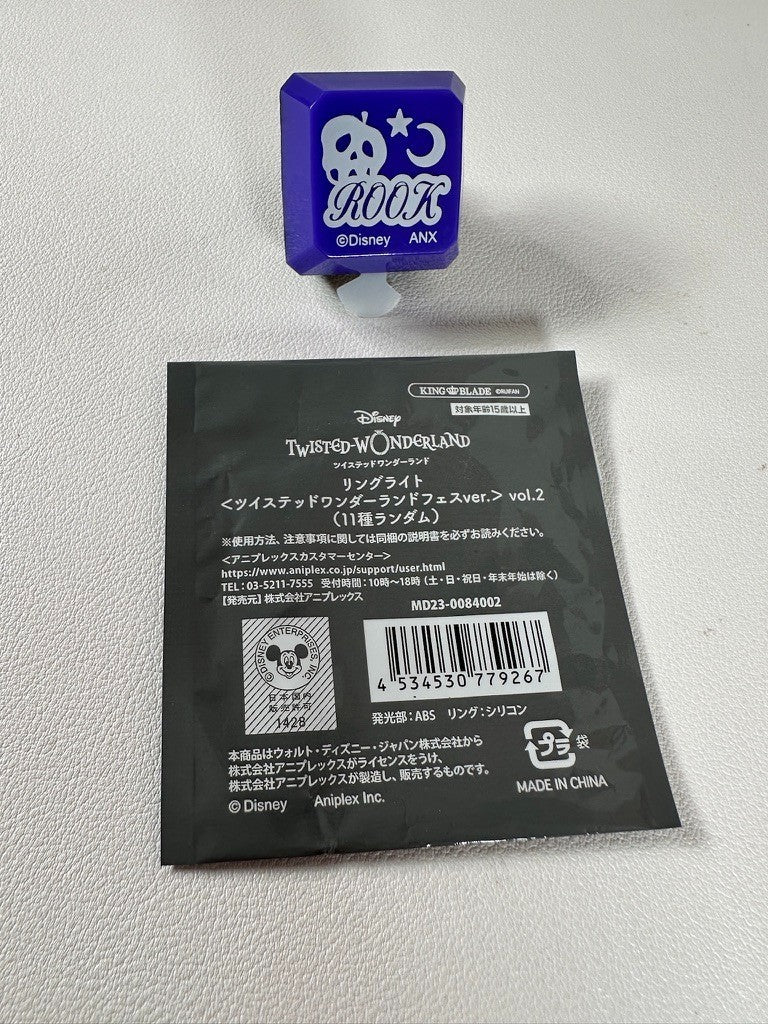 ROOK
©Disney ANX
KING BLADE ©RUIFAN
対象年齢15歳以上
Disney
TWISTED-WONDERLAND
ツイステッドワンダーランド
リングライト
<ツイステッドワンダーランドフェスver.> vol.2
(11種ランダム)
※使用方法、注意事項に関しては同梱の説明書を必ずお読みください。
<アニプレックスカスタマーセンター>
https://www.aniplex.co.jp/support/user.html
TEL:03-5211-7555 受付時間:10時~18時(土・日・祝日・年末年始は除く)
【発売元】株式会社アニプレックス
MD23-0084002
©DISNEY ENTERPRISES, INC.
日本国内
販売許可
1428
4 534530 779267
発光部:ABS リング:シリコン
プラ 袋
本商品はウォルト・ディズニー・ジャパン株式会社から
株式会社アニプレックスがライセンスをうけ、
株式会社アニプレックスが製造し、販売するものです。
MADE IN CHINA
©Disney Aniplex Inc.